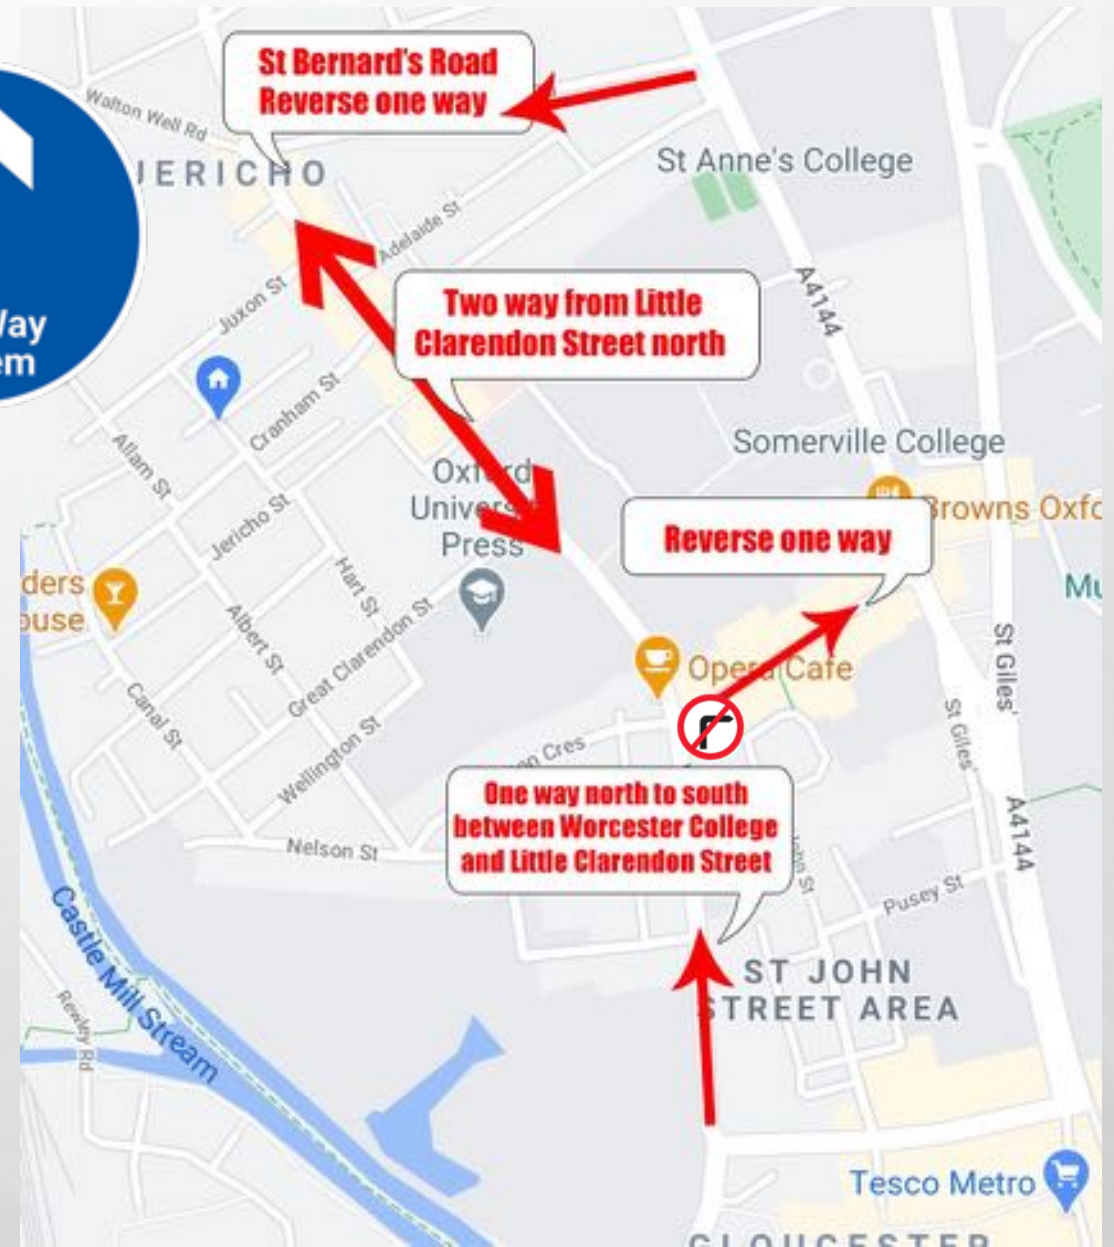 St Bernard's Road
Reverse one way
Walton Well Rd
JERICHO
St Anne's College
Adelaide St
Juxon St
A4144
Two way from Little
Clarendon Street north
Cranham St
Allam St
Somerville College
Oxford
University
Press
Browns
Jericho St
Reverse one way
Hart St
Albert St
Great Clarendon St
Opera Cafe
St Giles'
St Giles'
Canal St
Wellington St
Cres
One way north to south
between Worcester College
and Little Clarendon Street
A4144
Nelson St
Pusey St
Castle Mill Stream
ST JOHN
STREET AREA
Rewley Rd
Tesco Metro
GLOUCESTER